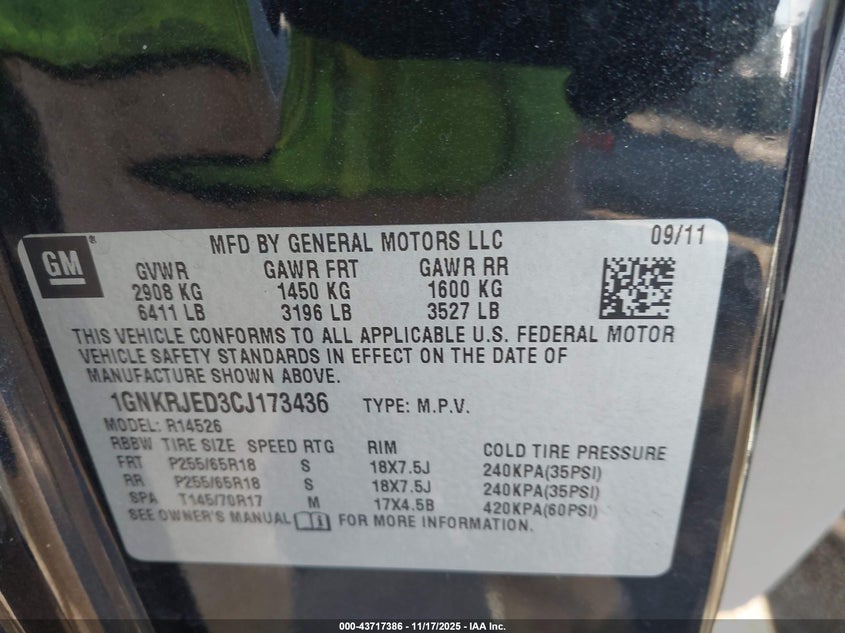 GM®
MFD BY GENERAL MOTORS LLC 09/11
GVWR GAWR FRT GAWR RR
2908 KG 1450 KG 1600 KG
6411 LB 3196 LB 3527 LB
THIS VEHICLE CONFORMS TO ALL APPLICABLE U.S. FEDERAL MOTOR
VEHICLE SAFETY STANDARDS IN EFFECT ON THE DATE OF
MANUFACTURE SHOWN ABOVE.
1GNKRJED3CJ173436 TYPE: M.P.V.
MODEL: R14526
RBBW TIRE SIZE SPEED RTG RIM COLD TIRE PRESSURE
FRT P255/65R18 S 18X7.5J 240KPA(35PSI)
RR P255/65R18 S 18X7.5J 240KPA(35PSI)
SPA T145/70R17 M 17X4.5B 420KPA(60PSI)
SEE OWNER'S MANUAL FOR MORE INFORMATION.
000-43717386 - 11/17/2025 - IAA Inc.